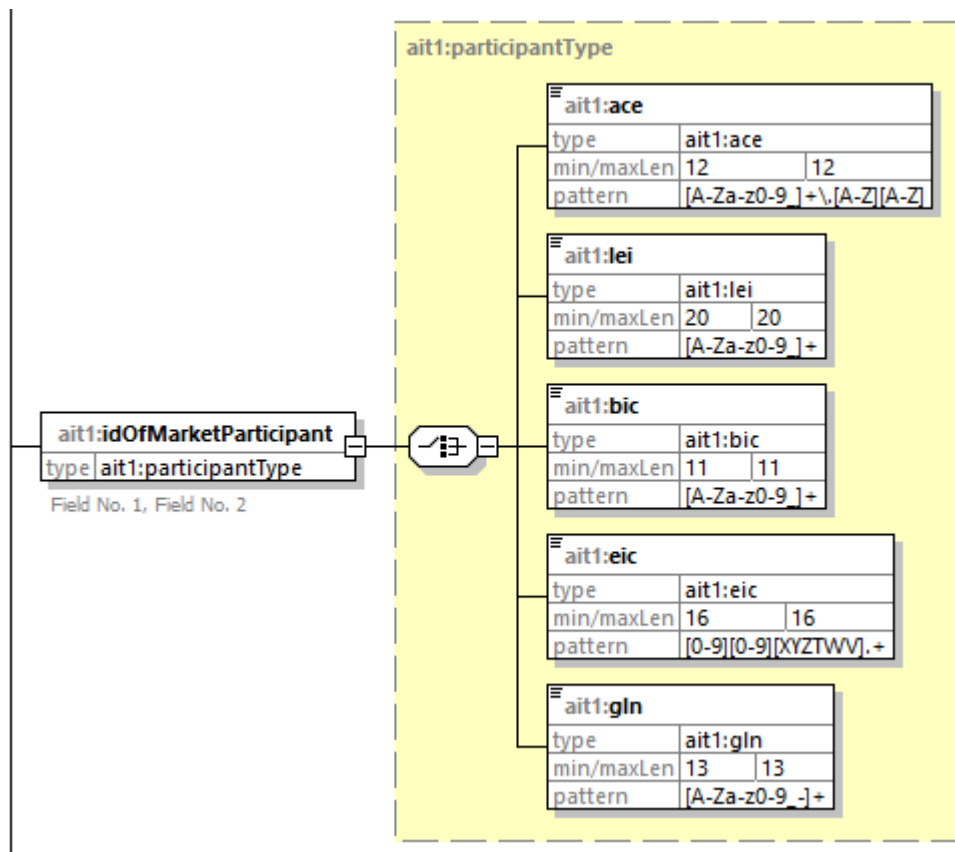 ait1:participantType
ait1:ace
type ait1:ace
min/maxLen 12 12
pattern [A-Za-z0-9_]+\.[A-Z][A-Z]
ait1:lei
type ait1:lei
min/maxLen 20 20
pattern [A-Za-z0-9_]+
ait1:bic
type ait1:bic
min/maxLen 11 11
pattern [A-Za-z0-9_]+
ait1:idOfMarketParticipant
type ait1:participantType
Field No. 1, Field No. 2
ait1:eic
type ait1:eic
min/maxLen 16 16
pattern [0-9][0-9][XYZTWV].+
ait1:gln
type ait1:gln
min/maxLen 13 13
pattern [A-Za-z0-9_-]+